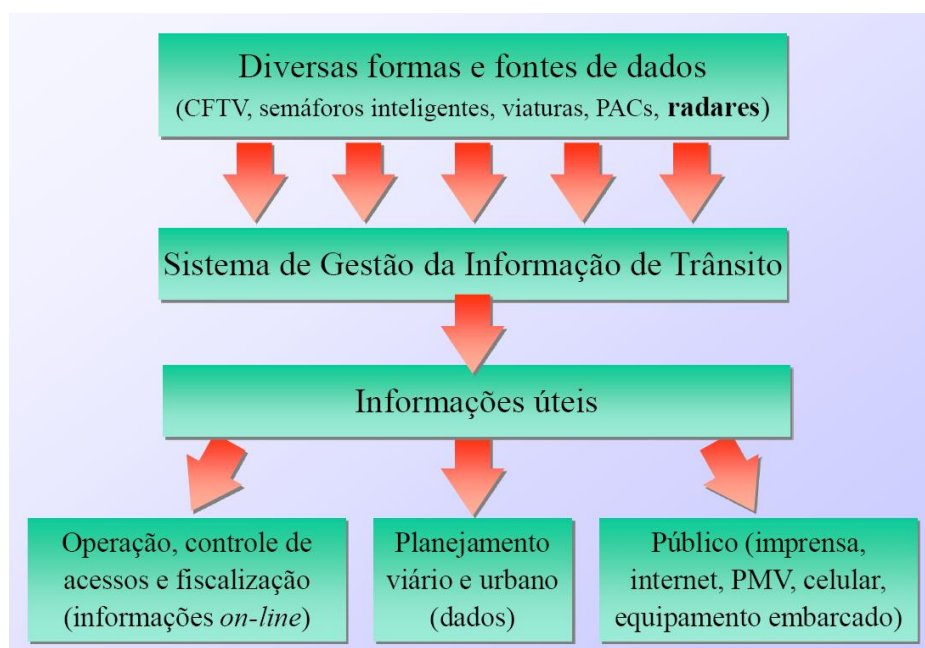 Diversas formas e fontes de dados
(CFTV, semáforos inteligentes, viaturas, PACs, radares)
Sistema de Gestão da Informação de Trânsito
Informações úteis
Operação, controle de
acessos e fiscalização
(informações on-line)
Planejamento
viário e urbano
(dados)
Público (imprensa,
internet, PMV, celular,
equipamento embarcado)